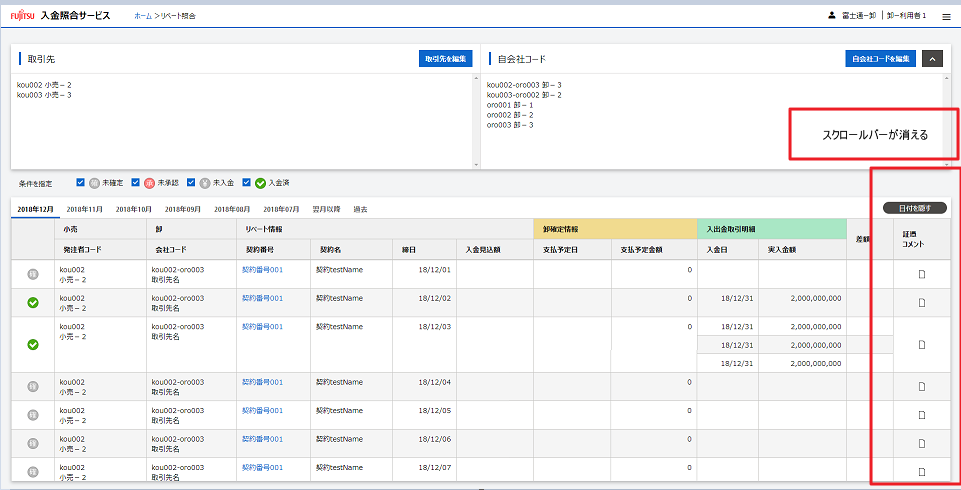 FUJITSU 入金照合サービス ホーム >リベート照合 富士通-卸 卸-利用者1
取引先 取引先を編集 自会社コード 自会社コードを編集
kou002 小売-2 kou002-oro003 卸-3
kou003 小売-3 kou003-oro002 卸-2
oro001 卸-1
oro002 卸-2
oro003 卸-3
スクロールバーが消える
条件を指定 確 未確定 承 未承認 ¥ 未入金 入金済
2018年12月 2018年11月 2018年10月 2018年09月 2018年08月 2018年07月 翌月以降 過去 日付を隠す
小売 卸 リベート情報 卸確定情報 入出金取引明細 差額 証憑
コメント
発注者コード 会社コード 契約番号 契約名 締日 入金見込額 支払予定日 支払予定金額 入金日 実入金額
確 kou002 kou002-oro003 契約番号001 契約testName 18/12/01 0
小売-2 取引先名
kou002 kou002-oro003 契約番号001 契約testName 18/12/02 0 18/12/31 2,000,000,000
小売-2 取引先名
kou002 kou002-oro003 契約番号001 契約testName 18/12/03 0 18/12/31 2,000,000,000
小売-2 取引先名
18/12/31 2,000,000,000
18/12/31 2,000,000,000
確 kou002 kou002-oro003 契約番号001 契約testName 18/12/04 0
小売-2 取引先名
確 kou002 kou002-oro003 契約番号001 契約testName 18/12/05 0
小売-2 取引先名
確 kou002 kou002-oro003 契約番号001 契約testName 18/12/06 0
小売-2 取引先名
確 kou002 kou002-oro003 契約番号001 契約testName 18/12/07 0
小売-2 取引先名